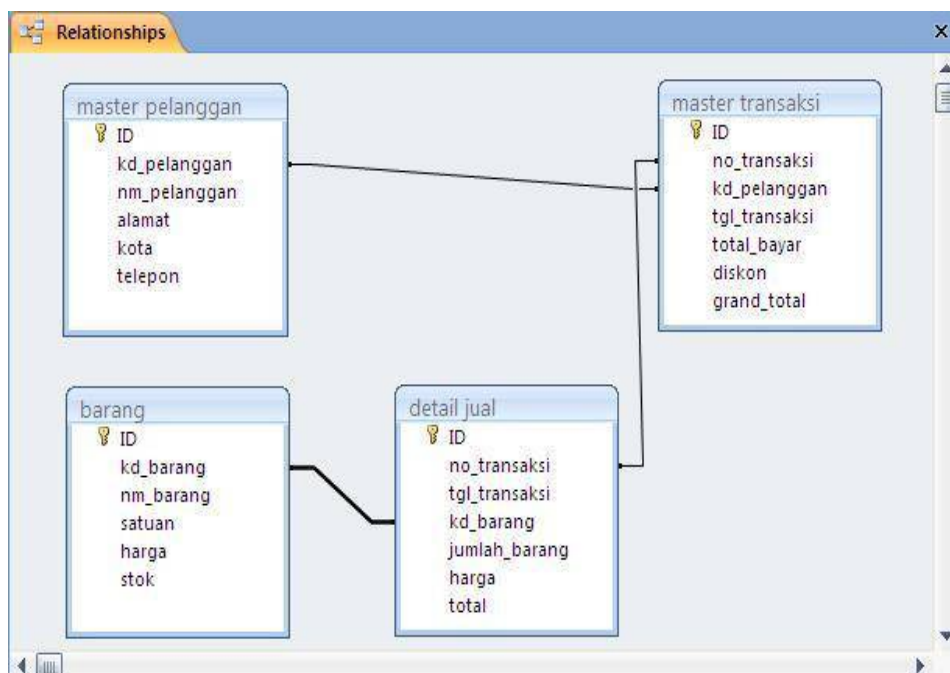 Relationships
master pelanggan
ID
kd_pelanggan
nm_pelanggan
alamat
kota
telepon
master transaksi
ID
no_transaksi
kd_pelanggan
tgl_transaksi
total_bayar
diskon
grand_total
barang
ID
kd_barang
nm_barang
satuan
harga
stok
detail jual
ID
no_transaksi
tgl_transaksi
kd_barang
jumlah_barang
harga
total